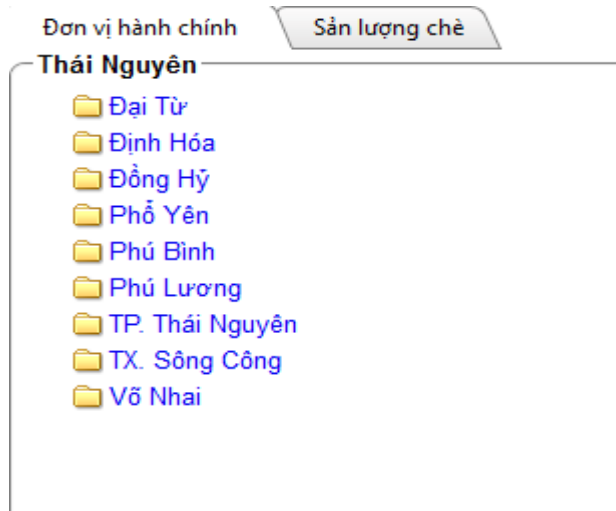 Đơn vị hành chính
Sản lượng chè
Thái Nguyên
Đại Từ
Định Hóa
Đồng Hỷ
Phổ Yên
Phú Bình
Phú Lương
TP. Thái Nguyên
TX. Sông Công
Võ Nhai